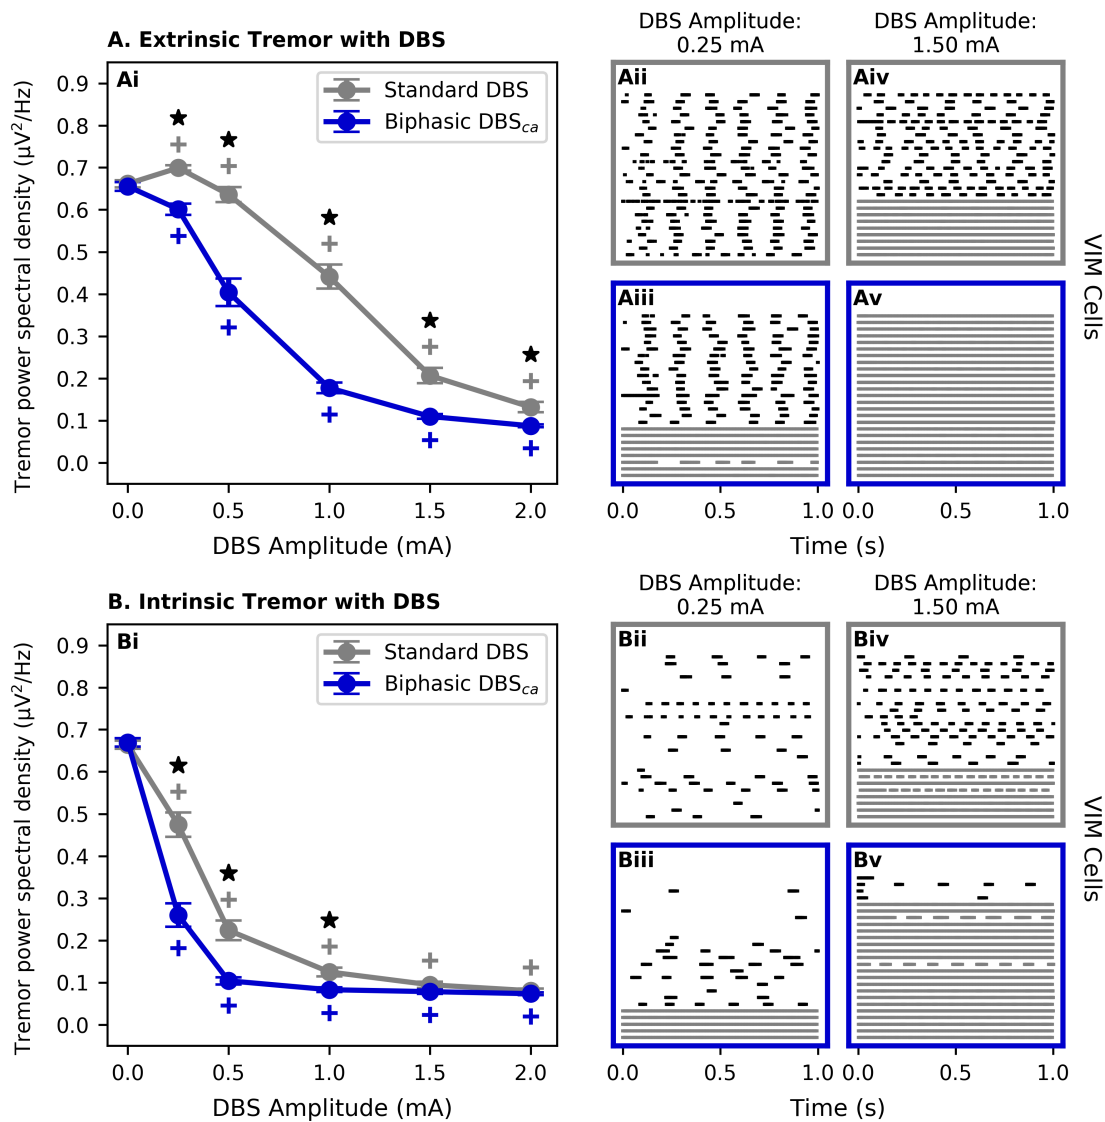 A. Extrinsic Tremor with DBS
Ai
Standard DBS
Biphasic DBSca
Tremor power spectral density (µV²/Hz)
0.9
0.8
0.7
0.6
0.5
0.4
0.3
0.2
0.1
0.0
0.0 0.5 1.0 1.5 2.0
DBS Amplitude (mA)
DBS Amplitude:
0.25 mA
DBS Amplitude:
1.50 mA
Aii
Aiv
Aiii
Av
0.0 0.5 1.0
0.0 0.5 1.0
Time (s)
VIM Cells
B. Intrinsic Tremor with DBS
Bi
Standard DBS
Biphasic DBSca
Tremor power spectral density (µV²/Hz)
0.9
0.8
0.7
0.6
0.5
0.4
0.3
0.2
0.1
0.0
0.0 0.5 1.0 1.5 2.0
DBS Amplitude (mA)
DBS Amplitude:
0.25 mA
DBS Amplitude:
1.50 mA
Bii
Biv
Biii
Bv
0.0 0.5 1.0
0.0 0.5 1.0
Time (s)
VIM Cells